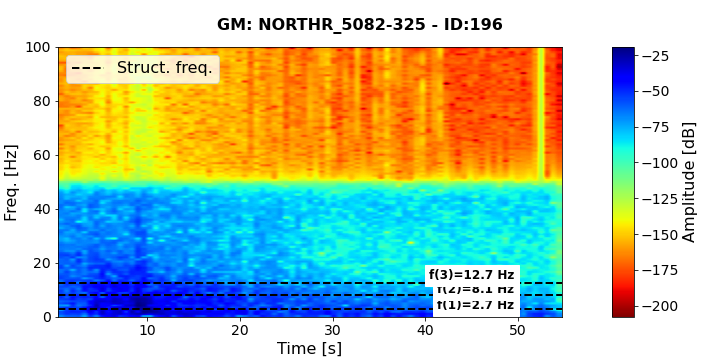 GM: NORTHR_5082-325 - ID:196
100
80
60
40
20
0
Freq. [Hz]
Struct. freq.
f(3)=12.7 Hz
f(2)=8.1 Hz
f(1)=2.7 Hz
10
20
30
40
50
Time [s]
−25
−50
−75
−100
−125
−150
−175
−200
Amplitude [dB]